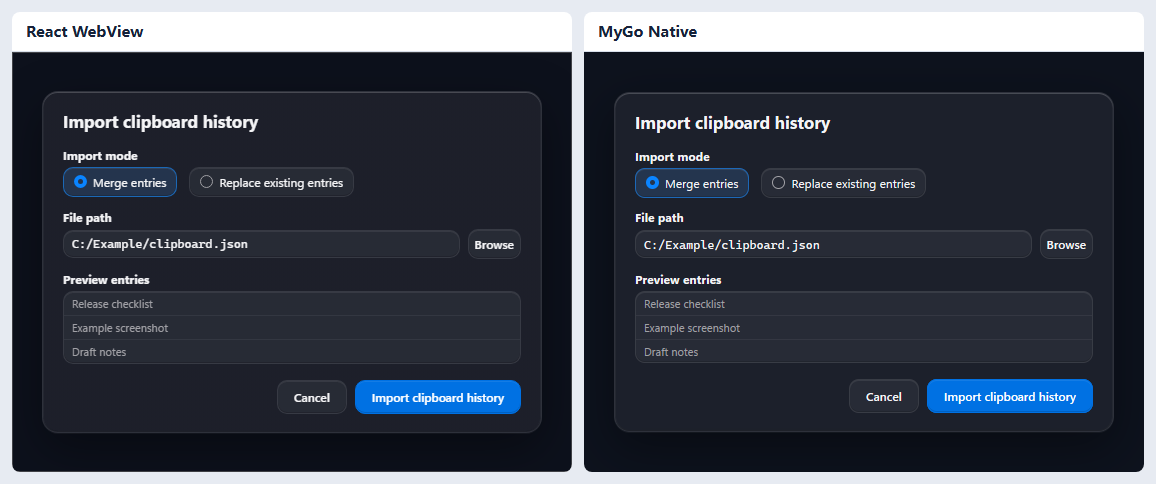 React WebView
Import clipboard history
Import mode
Merge entries Replace existing entries
File path
C:/Example/clipboard.json Browse
Preview entries
Release checklist
Example screenshot
Draft notes
Cancel Import clipboard history
MyGo Native
Import clipboard history
Import mode
Merge entries Replace existing entries
File path
C:/Example/clipboard.json Browse
Preview entries
Release checklist
Example screenshot
Draft notes
Cancel Import clipboard history